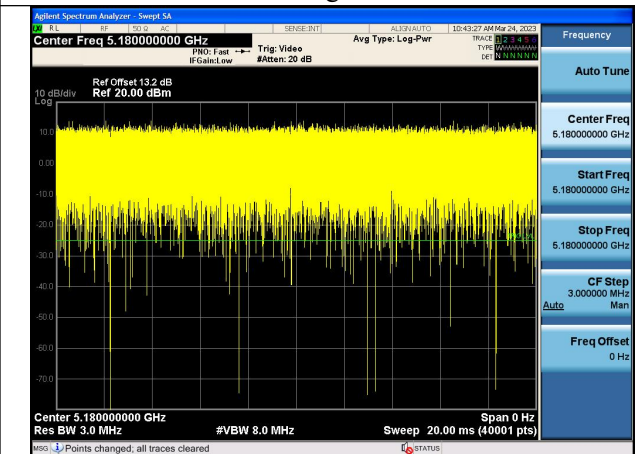 Agilent Spectrum Analyzer - Swept SA
RL RF 50 Ω AC SENSE:INT ALIGN AUTO 10:43:27 AM Mar 24, 2023
Center Freq 5.180000000 GHz
PNO: Fast
IFGain:Low
Trig: Video
#Atten: 20 dB
Avg Type: Log-Pwr
TRACE 1 2 3 4 5 6
TYPE
DET N N N N N N
Ref Offset 13.2 dB
10 dB/div Ref 20.00 dBm
Log
10.0
0.00
-10.0
-20.0
-30.0
-40.0
-50.0
-60.0
-70.0
Center 5.180000000 GHz Span 0 Hz
Res BW 3.0 MHz #VBW 8.0 MHz Sweep 20.00 ms (40001 pts)
MSG Points changed; all traces cleared STATUS
Frequency
Auto Tune
Center Freq
5.180000000 GHz
Start Freq
5.180000000 GHz
Stop Freq
5.180000000 GHz
CF Step
3.000000 MHz
Auto Man
Freq Offset
0 Hz